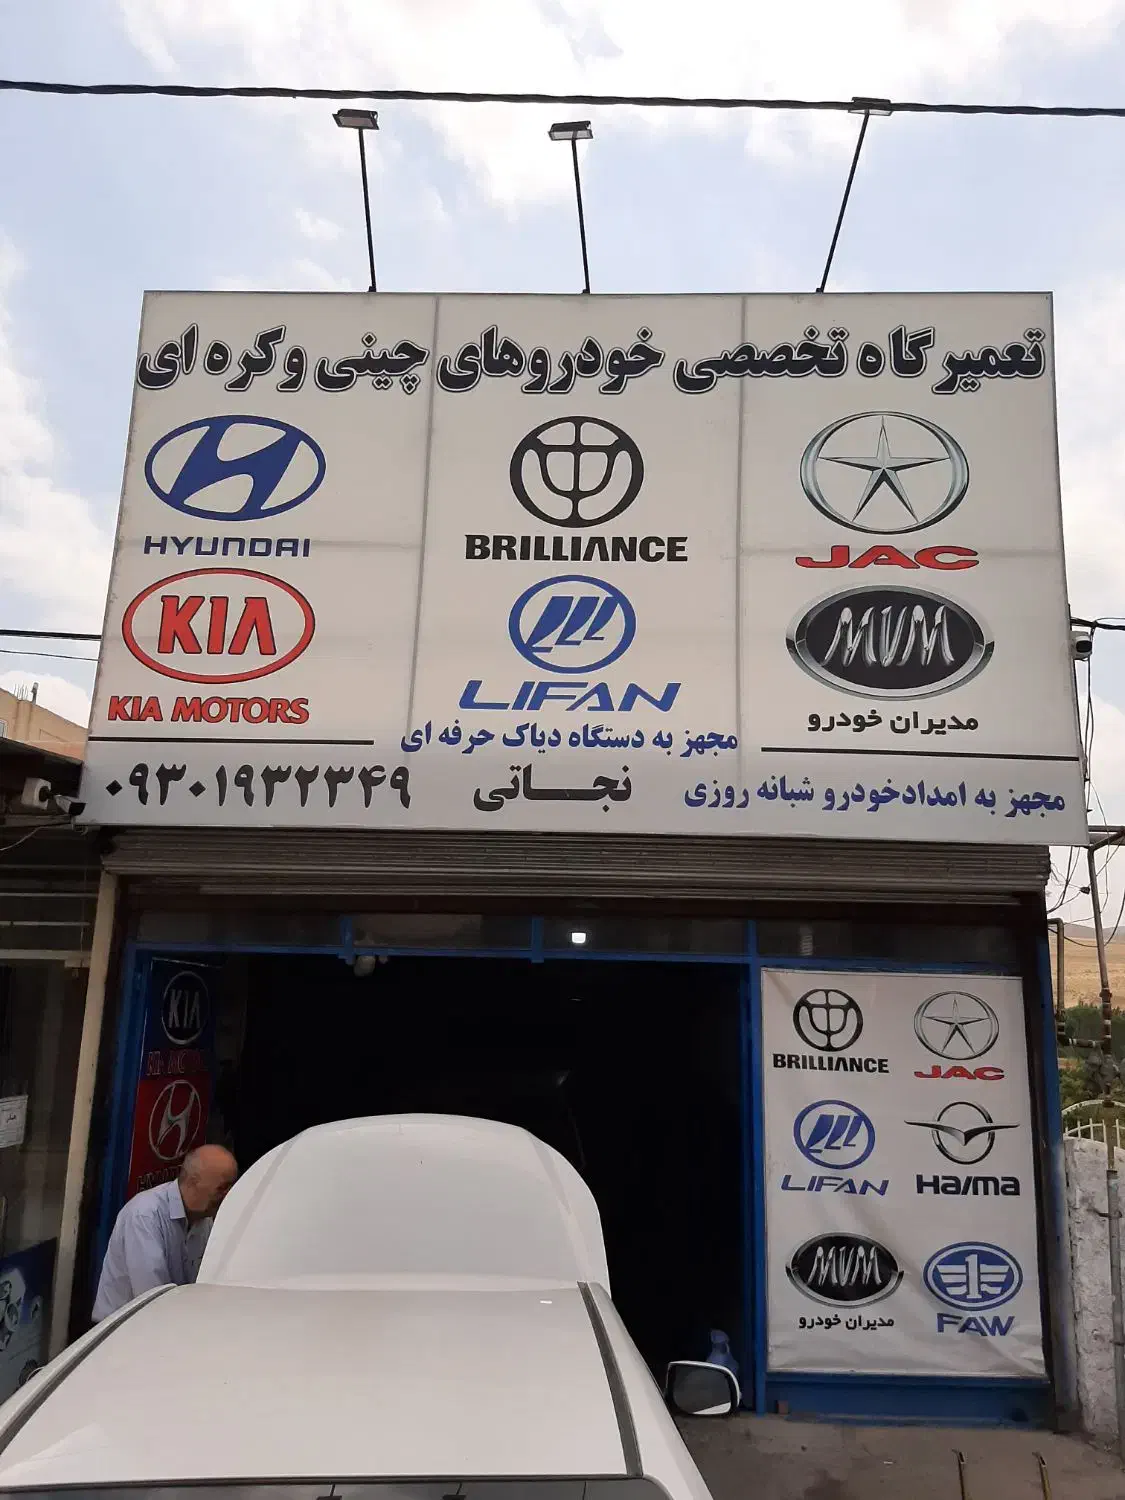 تعمیرگاه تخصصی خودروهای چینی و کره ای
HYUNDAI
BRILLIANCE
JAC
KIA
KIA MOTORS
LIFAN
MVM
مدیران خودرو
مجهز به دستگاه دیاک حرفه ای
مجهز به امدادخودرو شبانه روزی
نجاتی
۰۹۳۰۱۹۳۲۳۴۹
KIA
BRILLIANCE
JAC
LIFAN
Haima
MVM
مدیران خودرو
1
FAW